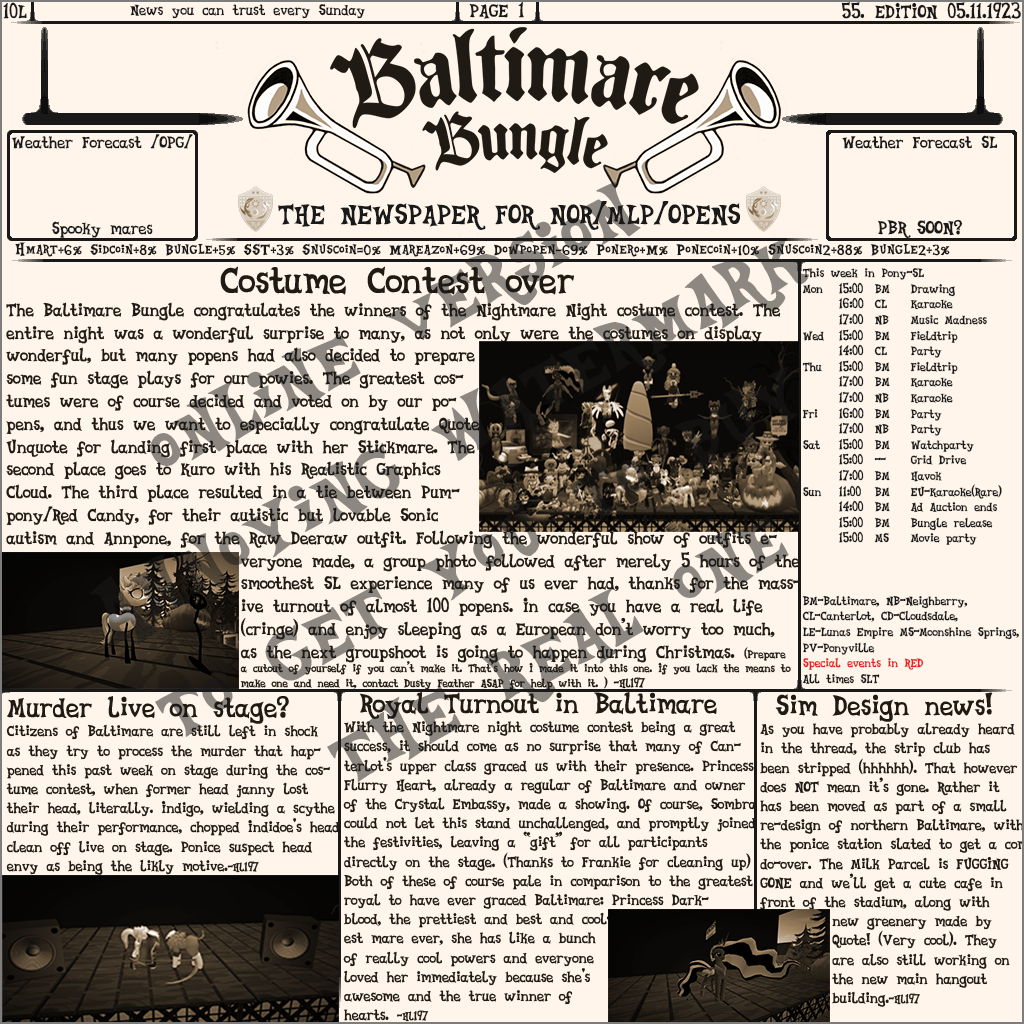 10L News you can trust every Sunday PAGE 1 55. EDITION 05.11.1923
Baltimare
Bungle
THE NEWSPAPER FOR NOR/MLP/OPENS
Weather Forecast /OPG/
Spooky mares
Weather Forecast SL
PBR SOON?
HMART+6% SIDCOIN+8% BUNGLE+5% SST+3% SNUSCOIN=0% MAREAZON+69% DOWPOPEN-69% PONERO+M% PONECOIN+10% SNUSCOIN2+88% BUNGLE2+3%
Costume Contest over
The Baltimare Bungle congratulates the winners of the Nightmare Night costume contest. The
entire night was a wonderful surprise to many, as not only were the costumes on display
wonderful, but many popens had also decided to prepare
some fun stage plays for our powies. The greatest cos-
tumes were of course decided and voted on by our po-
pens, and thus we want to especially congratulate Quote
Unquote for landing first place with her Stickmare. The
second place goes to Kuro with his Realistic Graphics
Cloud. The third place resulted in a tie between Pum-
pony/Red Candy, for their autistic but lovable Sonic
autism and Annpone, for the Raw Deeraw outfit. Following the wonderful show of outfits e-
veryone made, a group photo followed after merely 5 hours of the
smoothest SL experience many of us ever had, thanks for the mass-
ive turnout of almost 100 popens. In case you have a real life
(cringe) and enjoy sleeping as a European don't worry too much,
as the next groupshoot is going to happen during Christmas. (Prepare
a cutout of yourself if you can't make it. That's how I made it into this one. If you lack the means to
make one and need it, contact Dusty Feather ASAP for help with it. ) -AL197
This week in Pony-SL
Mon 15:00 BM Drawing
16:00 CL Karaoke
17:00 NB Music Madness
Wed 15:00 BM Fieldtrip
14:00 CL Party
Thu 15:00 BM Fieldtrip
17:00 BM Karaoke
17:00 NB Karaoke
Fri 16:00 BM Party
17:00 NB Party
Sat 15:00 BM Watchparty
15:00 --- Grid Drive
17:00 BM Havok
Sun 11:00 BM EU-Karaoke(Rare)
14:00 BM Ad Auction ends
15:00 BM Bungle release
15:00 MS Movie party
BM-Baltimare, NB-Neighberry,
CL-Canterlot, CD-Cloudsdale,
LE-Lunas Empire MS-Moonshine Springs,
PV-Ponyville
Special events in RED
ALL times SLT
Murder live on stage?
Citizens of Baltimare are still left in shock
as they try to process the murder that hap-
pened this past week on stage during the cos-
tume contest, when former head janny lost
their head, literally. Indigo, wielding a scythe
during their performance, chopped Indidoe's head
clean off live on stage. Ponice suspect head
envy as being the likly motive.-AL197
Royal Turnout in Baltimare
With the Nightmare night costume contest being a great
success, it should come as no surprise that many of Can-
terlot's upper class graced us with their presence. Princess
Flurry Heart, already a regular of Baltimare and owner
of the Crystal Embassy, made a showing. Of course, Sombra
could not let this stand unchallenged, and promptly joined
the festivities, leaving a "gift" for all participants
directly on the stage. (Thanks to Frankie for cleaning up)
Both of these of course pale in comparison to the greatest
royal to have ever graced Baltimare: Princess Dark-
blood, the prettiest and best and cool-
est mare ever, she has like a bunch
of really cool powers and everyone
loved her immediately because she's
awesome and the true winner of
hearts. -AL197
Sim Design news!
As you have probably already heard
in the thread, the strip club has
been stripped (hhhhhh). That however
does NOT mean it's gone. Rather it
has been moved as part of a small
re-design of northern Baltimare, with
the ponice station slated to get a com
do-over. The Milk Parcel is FUGGING
GONE and we'll get a cute cafe in
front of the stadium, along with
new greenery made by
Quote! (Very cool). They
are also still working on
the new main hangout
building.-AL197
ONLINE VERSION
ANNOYING WATERMARK
TO GET YOU TO BUY
THE REAL ONE